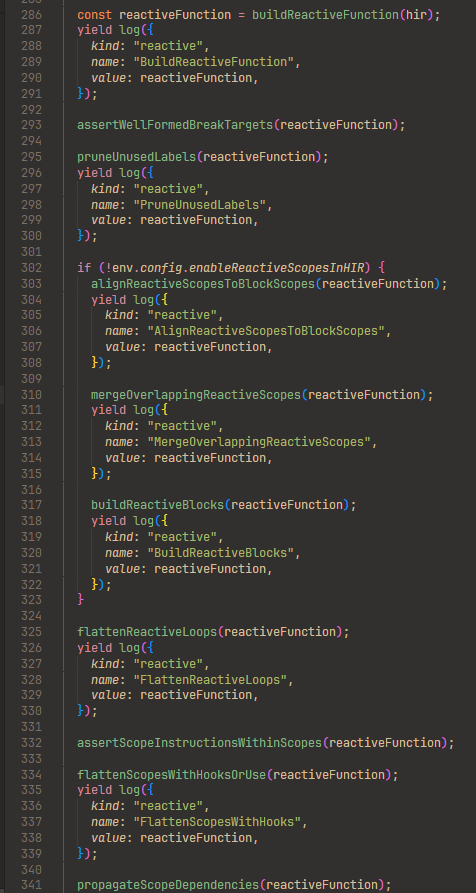 286 const reactiveFunction = buildReactiveFunction(hir);
287 yield log({
288   kind: "reactive",
289   name: "BuildReactiveFunction",
290   value: reactiveFunction,
291 });
292
293 assertWellFormedBreakTargets(reactiveFunction);
294
295 pruneUnusedLabels(reactiveFunction);
296 yield log({
297   kind: "reactive",
298   name: "PruneUnusedLabels",
299   value: reactiveFunction,
300 });
301
302 if (!env.config.enableReactiveScopesInHIR) {
303   alignReactiveScopesToBlockScopes(reactiveFunction);
304   yield log({
305     kind: "reactive",
306     name: "AlignReactiveScopesToBlockScopes",
307     value: reactiveFunction,
308   });
309
310   mergeOverlappingReactiveScopes(reactiveFunction);
311   yield log({
312     kind: "reactive",
313     name: "MergeOverlappingReactiveScopes",
314     value: reactiveFunction,
315   });
316
317   buildReactiveBlocks(reactiveFunction);
318   yield log({
319     kind: "reactive",
320     name: "BuildReactiveBlocks",
321     value: reactiveFunction,
322   });
323 }
324
325 flattenReactiveLoops(reactiveFunction);
326 yield log({
327   kind: "reactive",
328   name: "FlattenReactiveLoops",
329   value: reactiveFunction,
330 });
331
332 assertScopeInstructionsWithinScopes(reactiveFunction);
333
334 flattenScopesWithHooksOrUse(reactiveFunction);
335 yield log({
336   kind: "reactive",
337   name: "FlattenScopesWithHooks",
338   value: reactiveFunction,
339 });
340
341 propagateScopeDependencies(reactiveFunction);